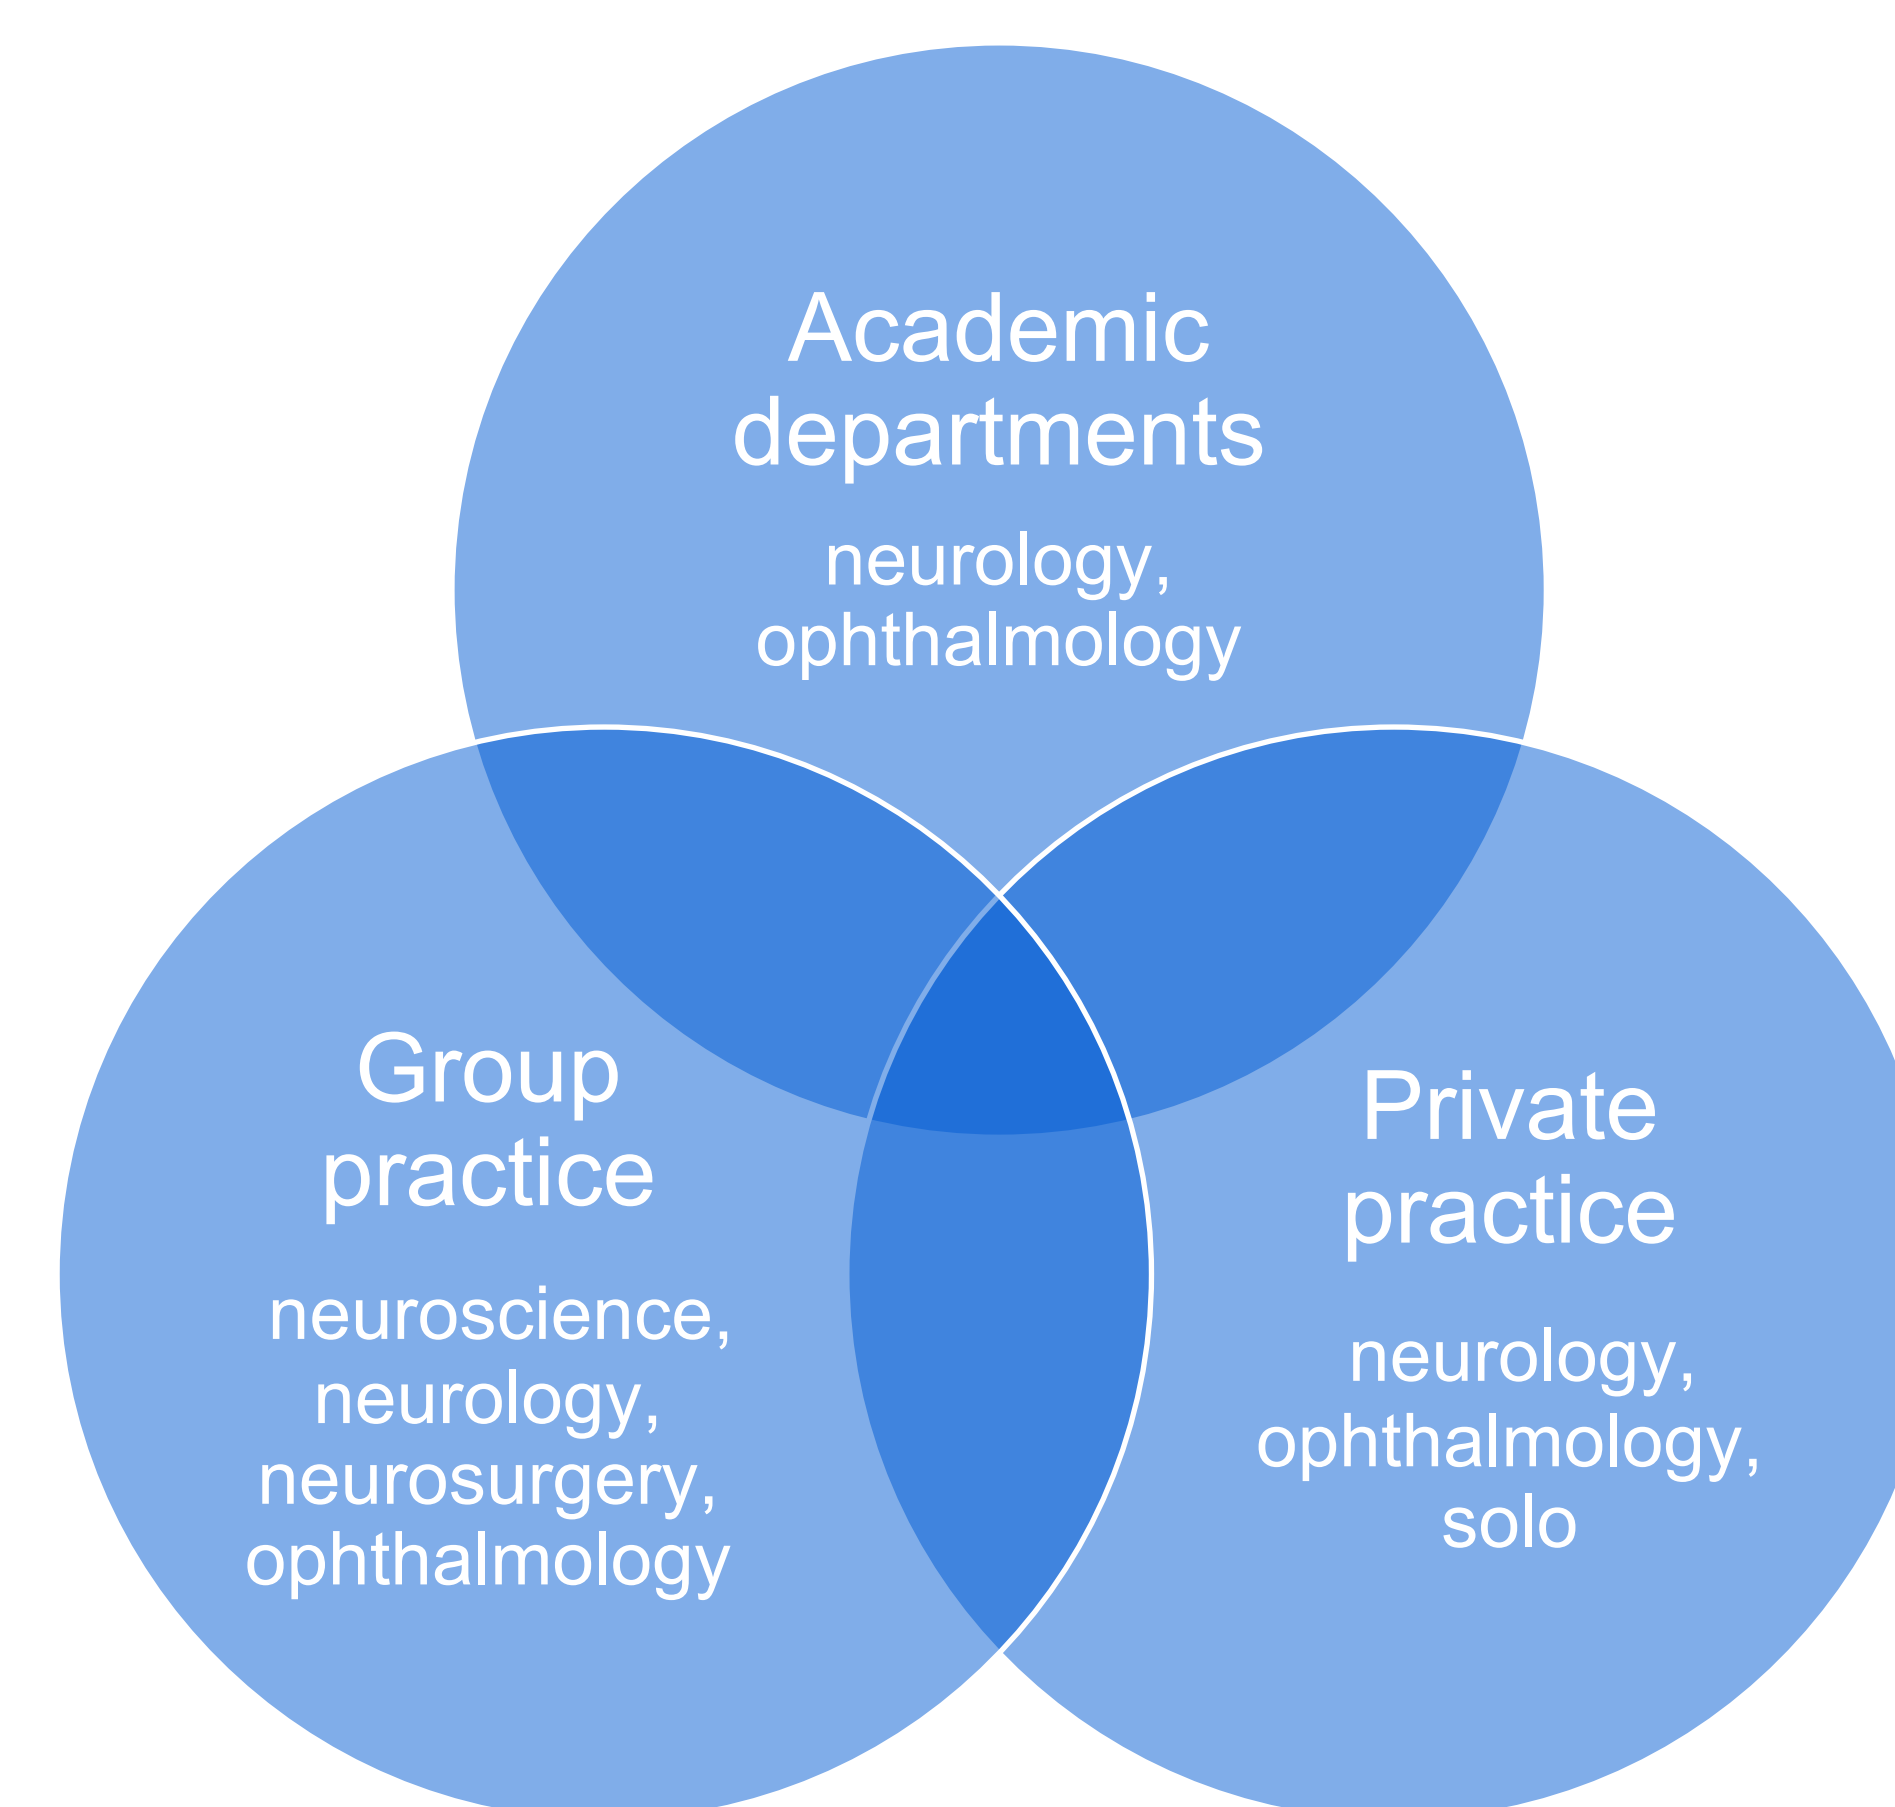 Academic
departments
neurology,
ophthalmology
Group
practice
neuroscience,
neurology,
neurosurgery,
ophthalmology
Private
practice
neurology,
ophthalmology,
solo